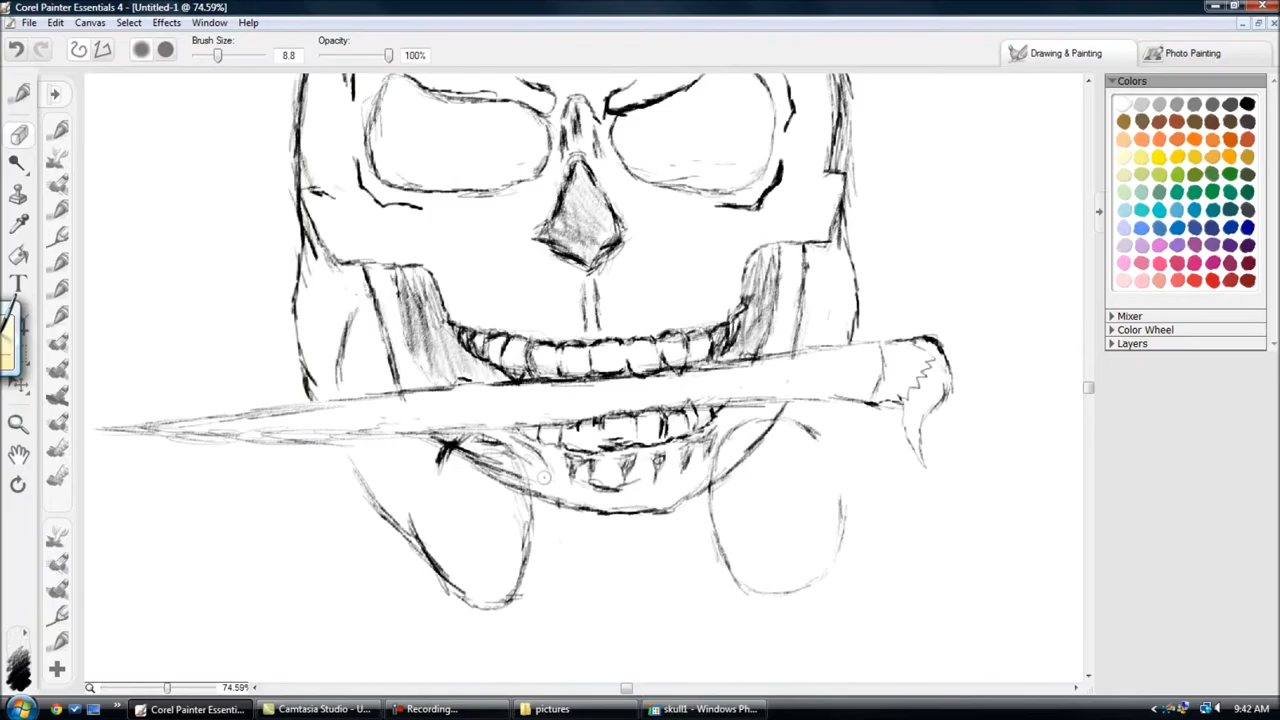 Corel Painter Essentials 4 - [Untitled-1 @ 74.59%]
File Edit Canvas Select Effects Window Help
Brush Size: 8.8 Opacity: 100%
Drawing & Painting Photo Painting
Colors
Mixer
Color Wheel
Layers
T
74.59%
Corel Painter Essenti... Camtasia Studio - U... Recording... pictures skull1 - Windows Ph... 9:42 AM